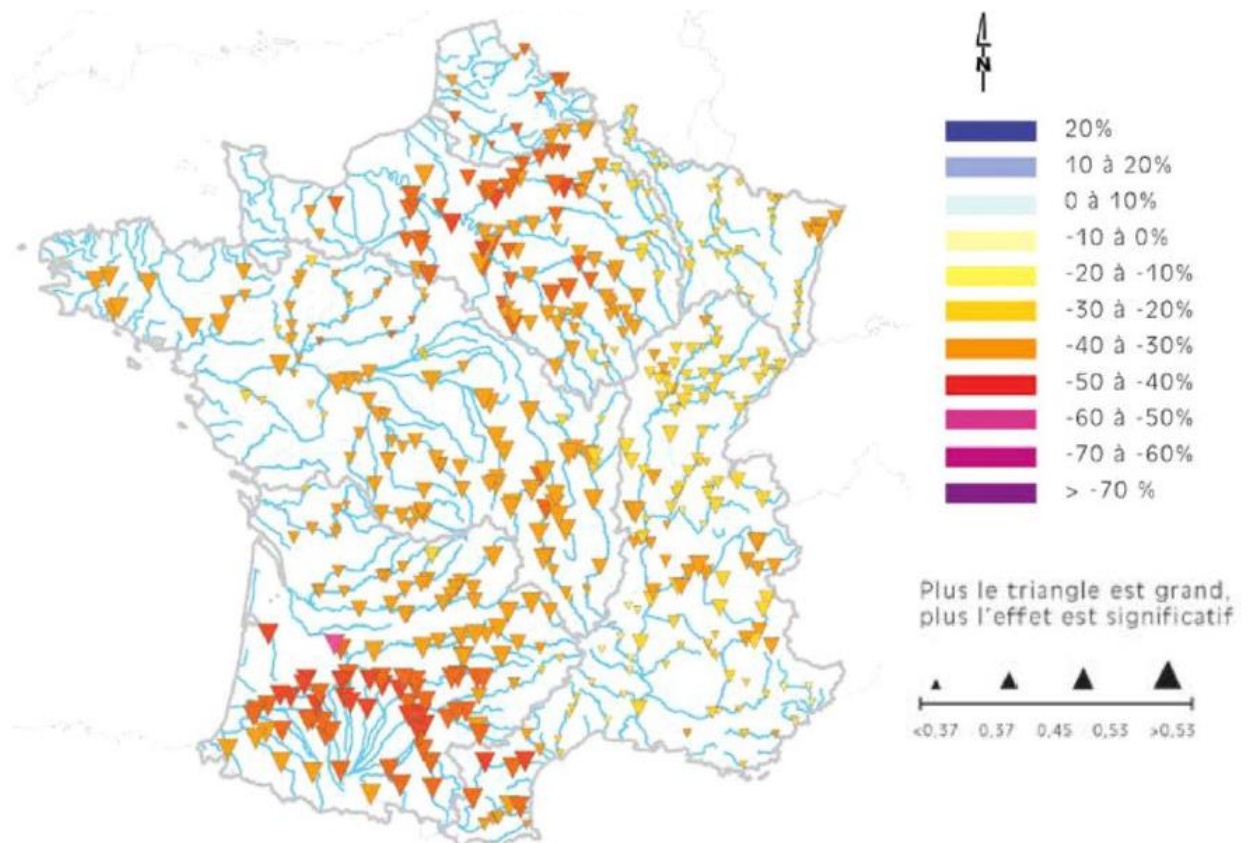 N
20%
10 à 20%
0 à 10%
-10 à 0%
-20 à -10%
-30 à -20%
-40 à -30%
-50 à -40%
-60 à -50%
-70 à -60%
> -70 %
Plus le triangle est grand,
plus l'effet est significatif
<0,37 0,37 0,45 0,53 >0,53